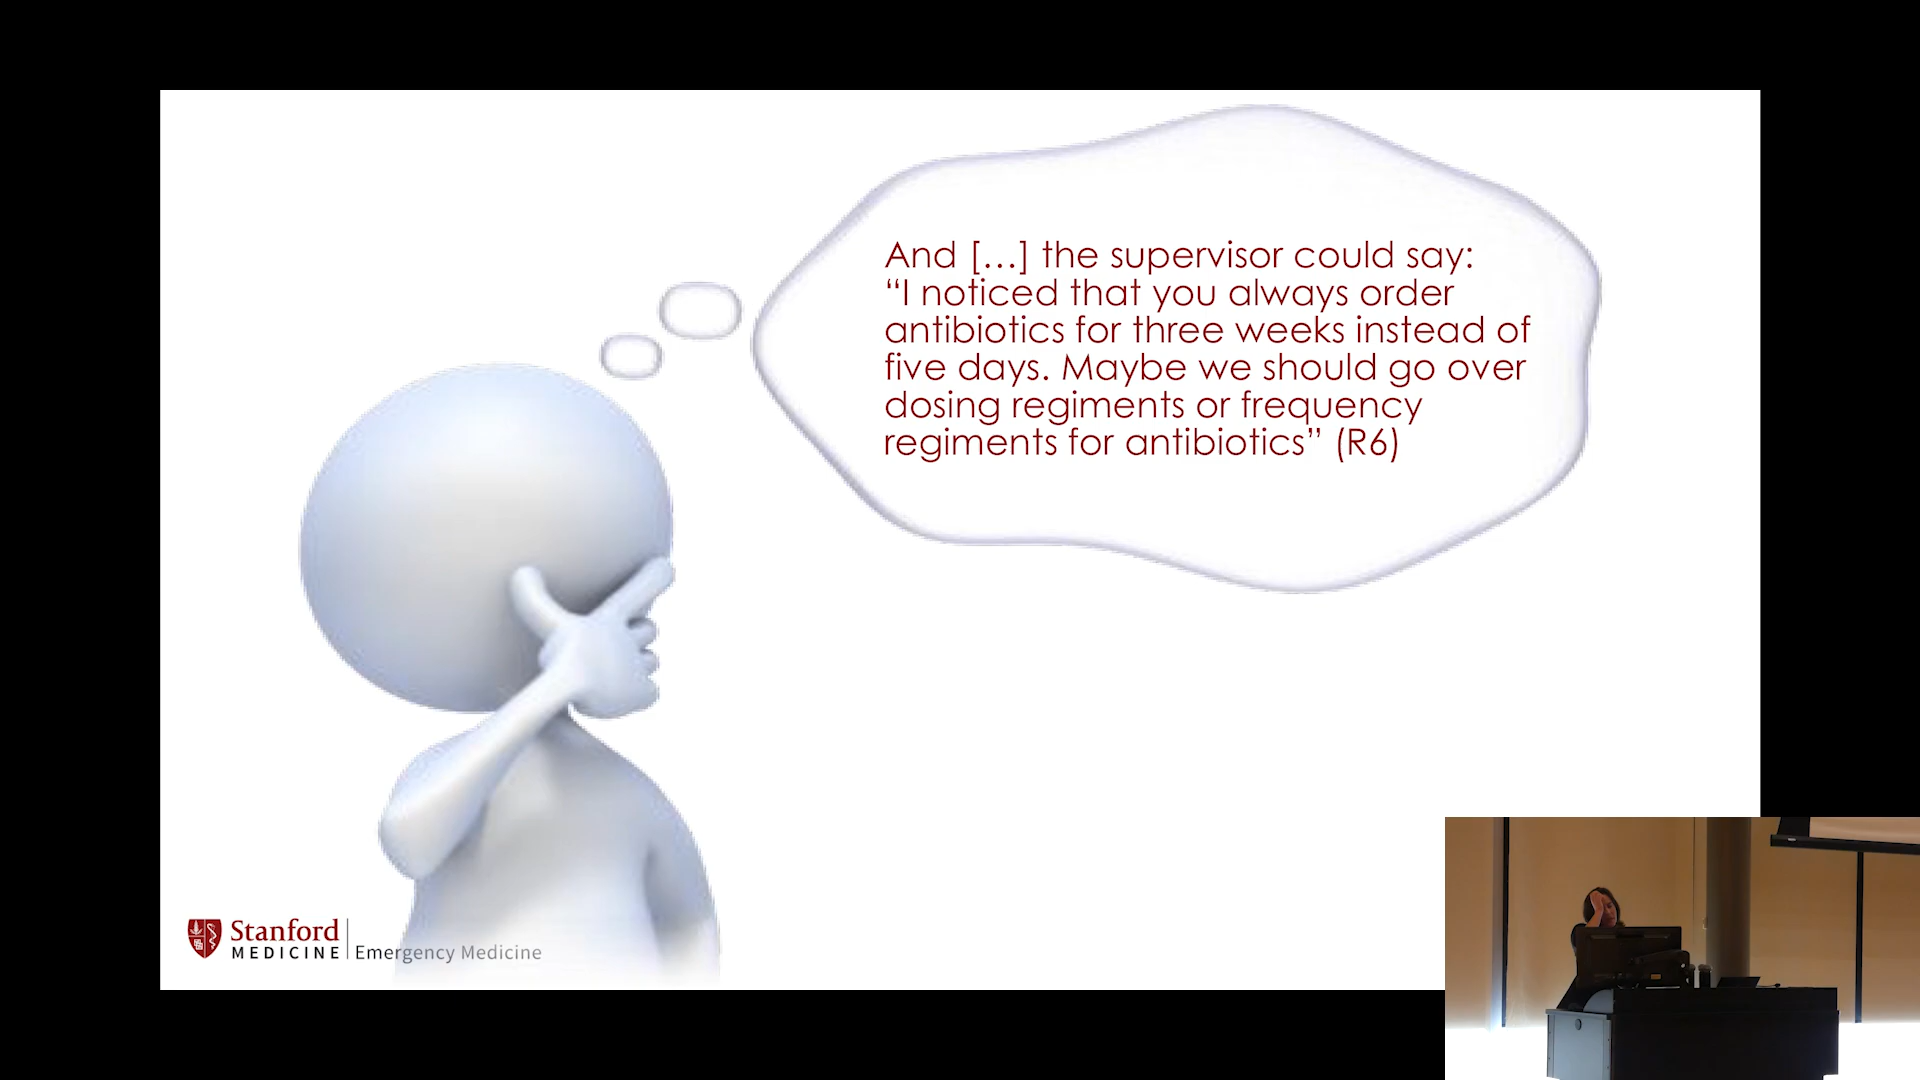 And [...] the supervisor could say:
“I noticed that you always order
antibiotics for three weeks instead of
five days. Maybe we should go over
dosing regiments or frequency
regiments for antibiotics” (R6)
Stanford
MEDICINE
Emergency Medicine